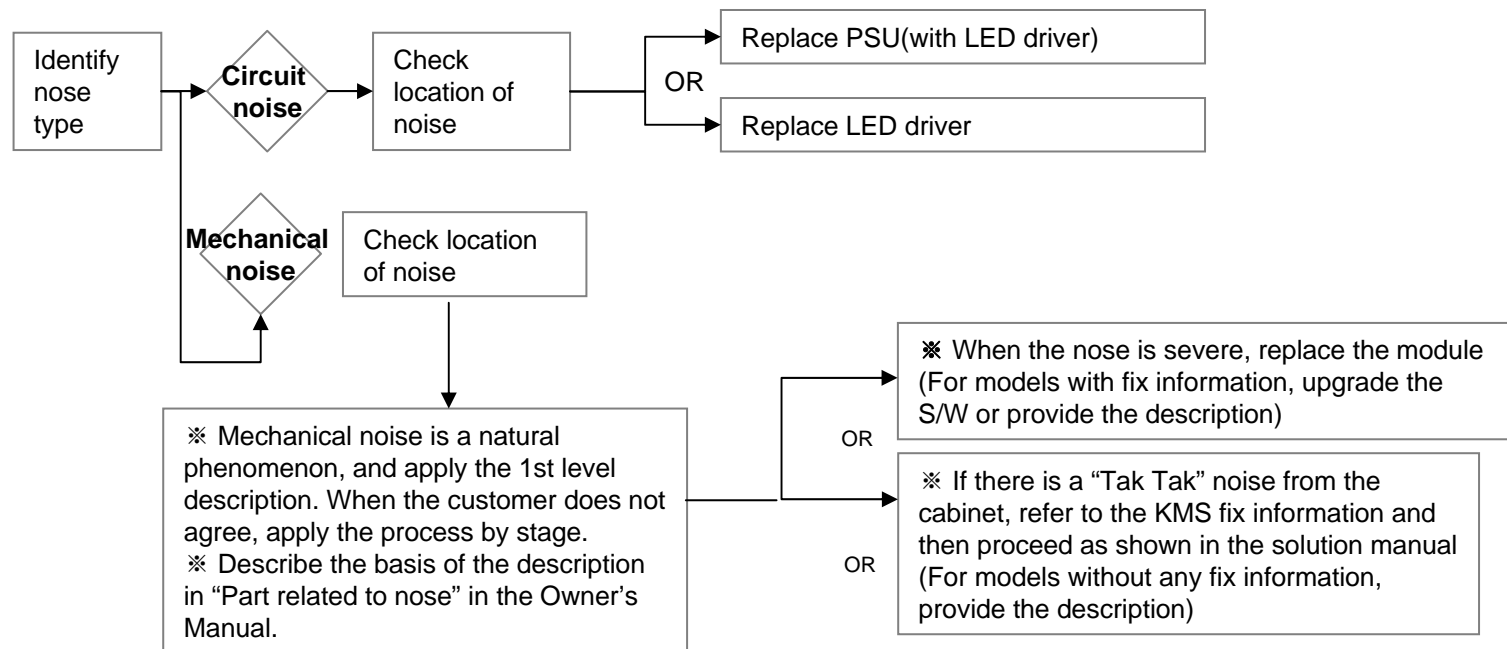 Identify
nose
type
Circuit
noise
Check
location of
noise
Replace PSU(with LED driver)
OR
Replace LED driver
Mechanical
noise
Check location
of noise
※ Mechanical noise is a natural
phenomenon, and apply the 1st level
description. When the customer does not
agree, apply the process by stage.
※ Describe the basis of the description
in “Part related to nose” in the Owner’s
Manual.
※ When the nose is severe, replace the module
(For models with fix information, upgrade the
S/W or provide the description)
OR
※ If there is a “Tak Tak” noise from the
cabinet, refer to the KMS fix information and
then proceed as shown in the solution manual
(For models without any fix information,
provide the description)
OR